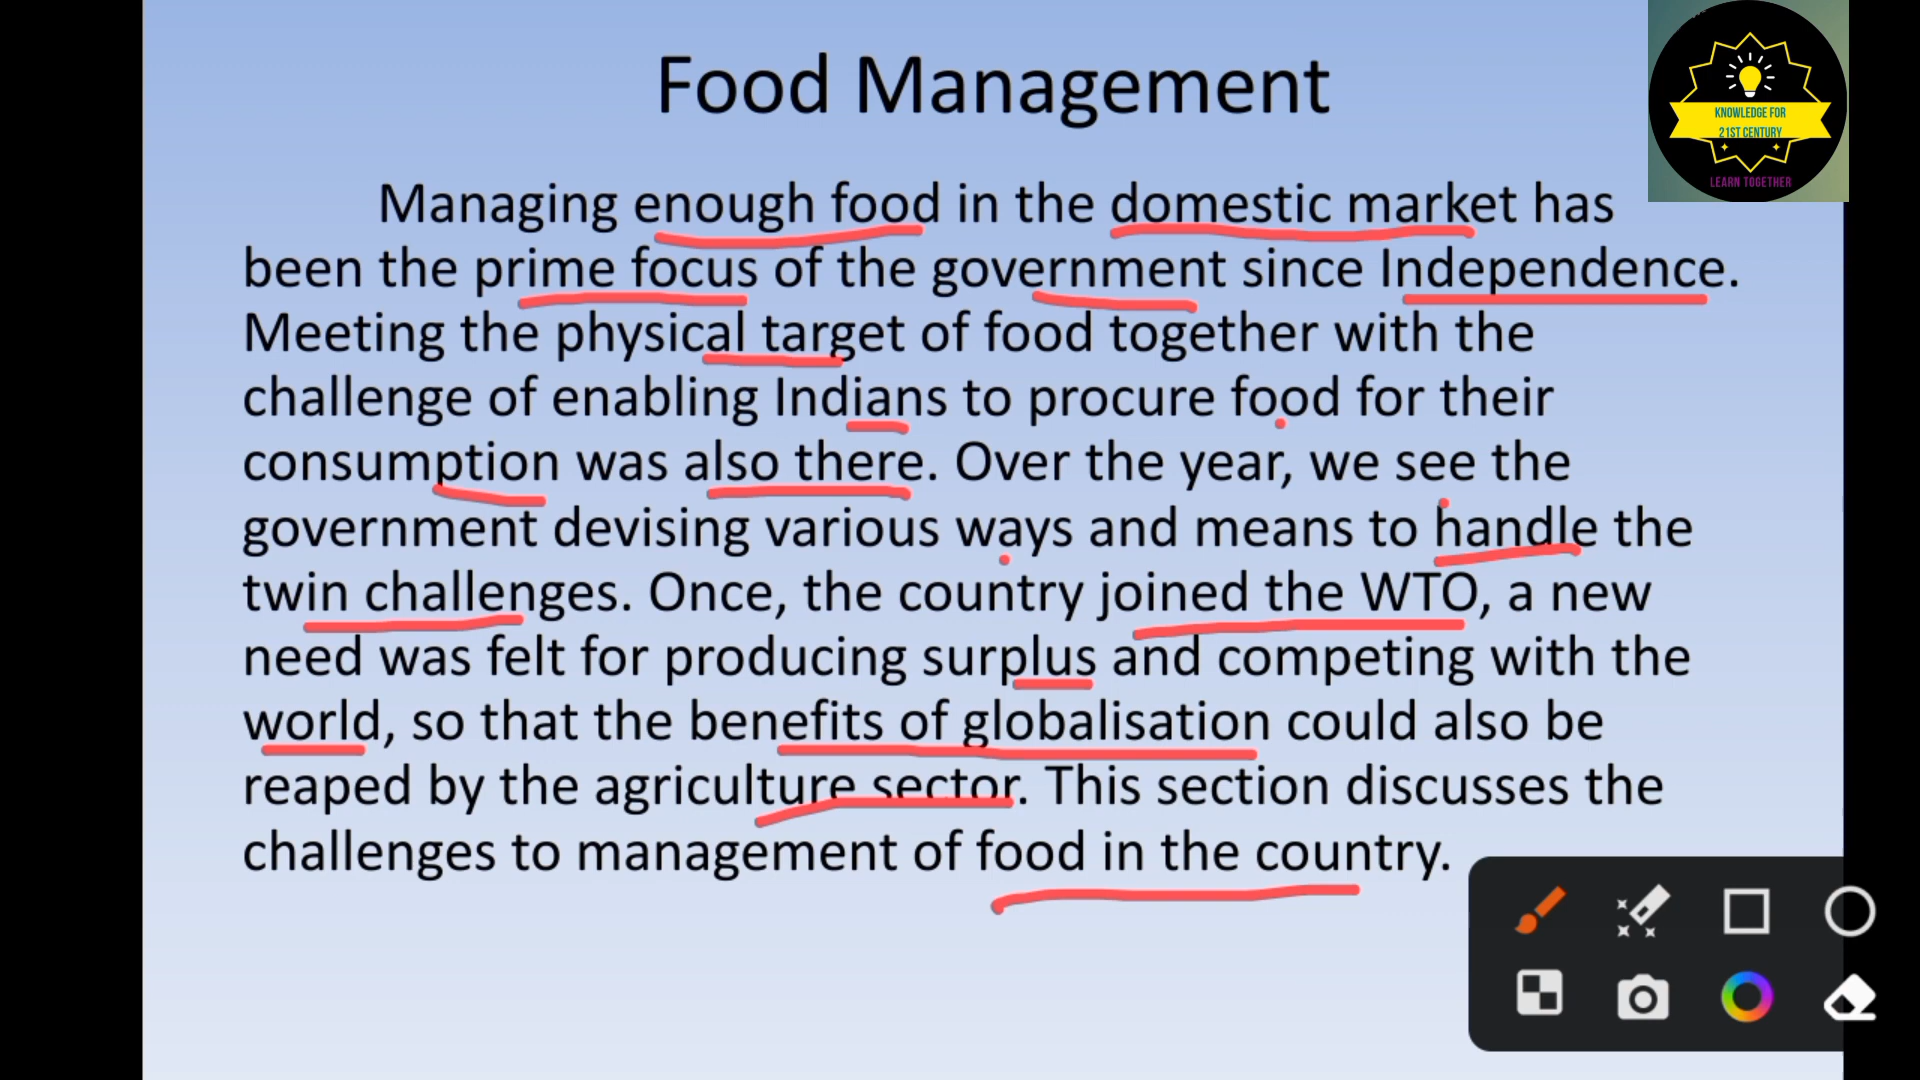 Food Management
KNOWLEDGE FOR
21ST CENTURY
LEARN TOGETHER
Managing enough food in the domestic market has
been the prime focus of the government since Independence.
Meeting the physical target of food together with the
challenge of enabling Indians to procure food for their
consumption was also there. Over the year, we see the
government devising various ways and means to handle the
twin challenges. Once, the country joined the WTO, a new
need was felt for producing surplus and competing with the
world, so that the benefits of globalisation could also be
reaped by the agriculture sector. This section discusses the
challenges to management of food in the country.